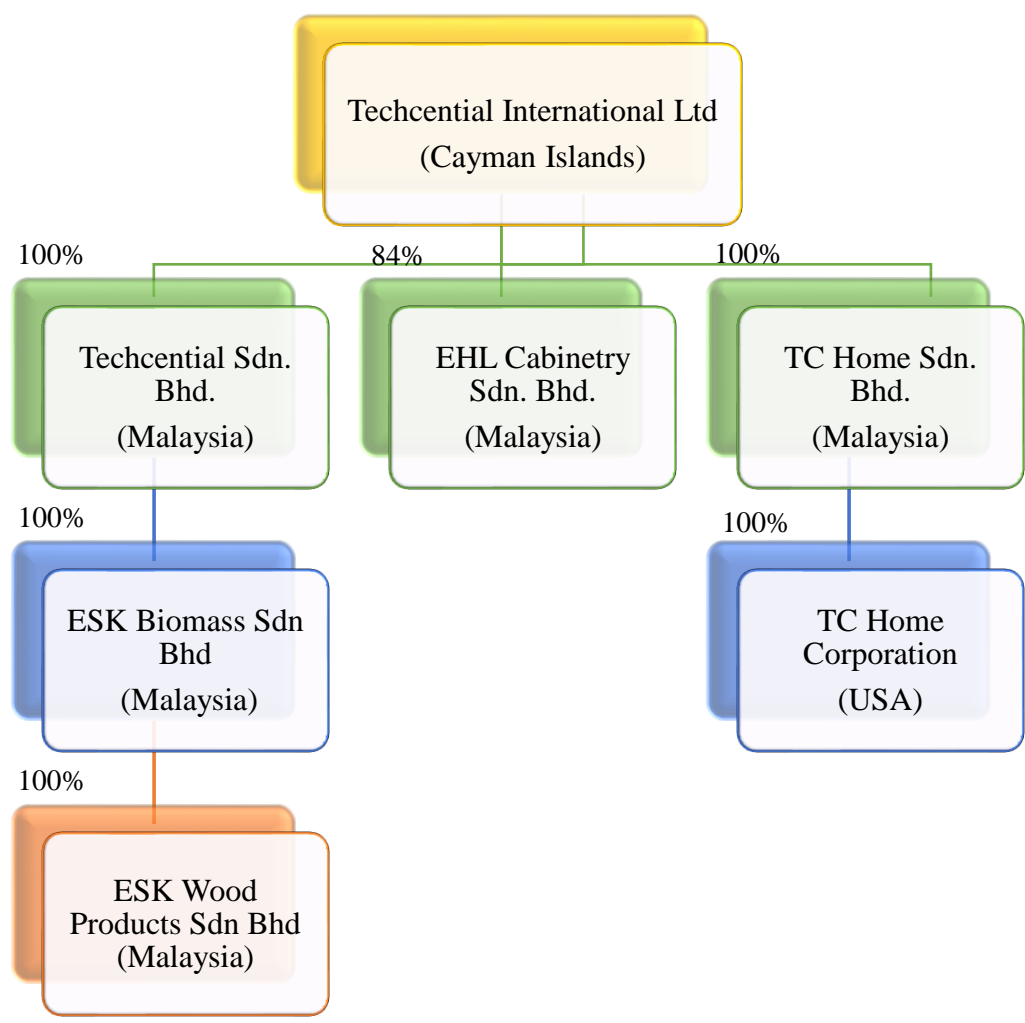 Techcential International Ltd
(Cayman Islands)
100%
84%
100%
Techcential Sdn.
Bhd.
(Malaysia)
EHL Cabinetry
Sdn. Bhd.
(Malaysia)
TC Home Sdn.
Bhd.
(Malaysia)
100%
100%
ESK Biomass Sdn
Bhd
(Malaysia)
TC Home
Corporation
(USA)
100%
ESK Wood
Products Sdn Bhd
(Malaysia)